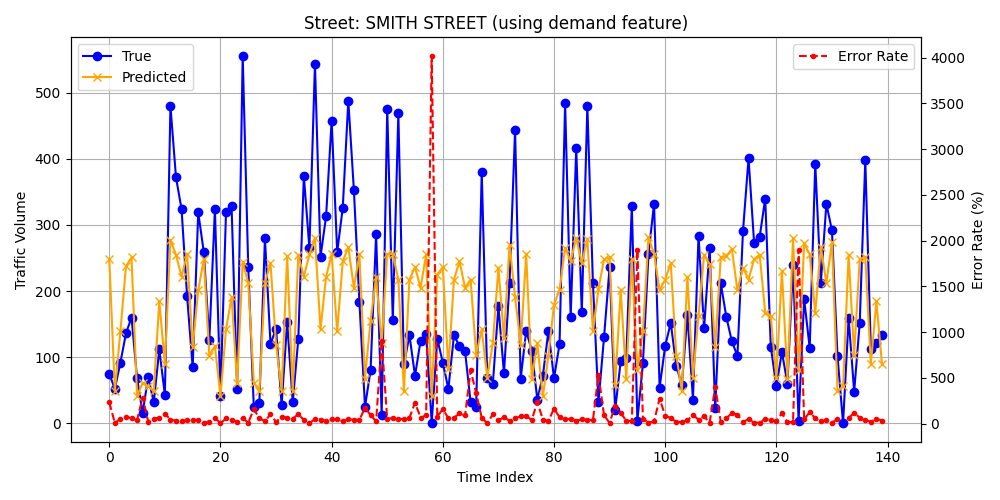 Street: SMITH STREET (using demand feature)
True
Predicted
Error Rate
Traffic Volume
0
100
200
300
400
500
Error Rate (%)
0
500
1000
1500
2000
2500
3000
3500
4000
0 20 40 60 80 100 120 140
Time Index